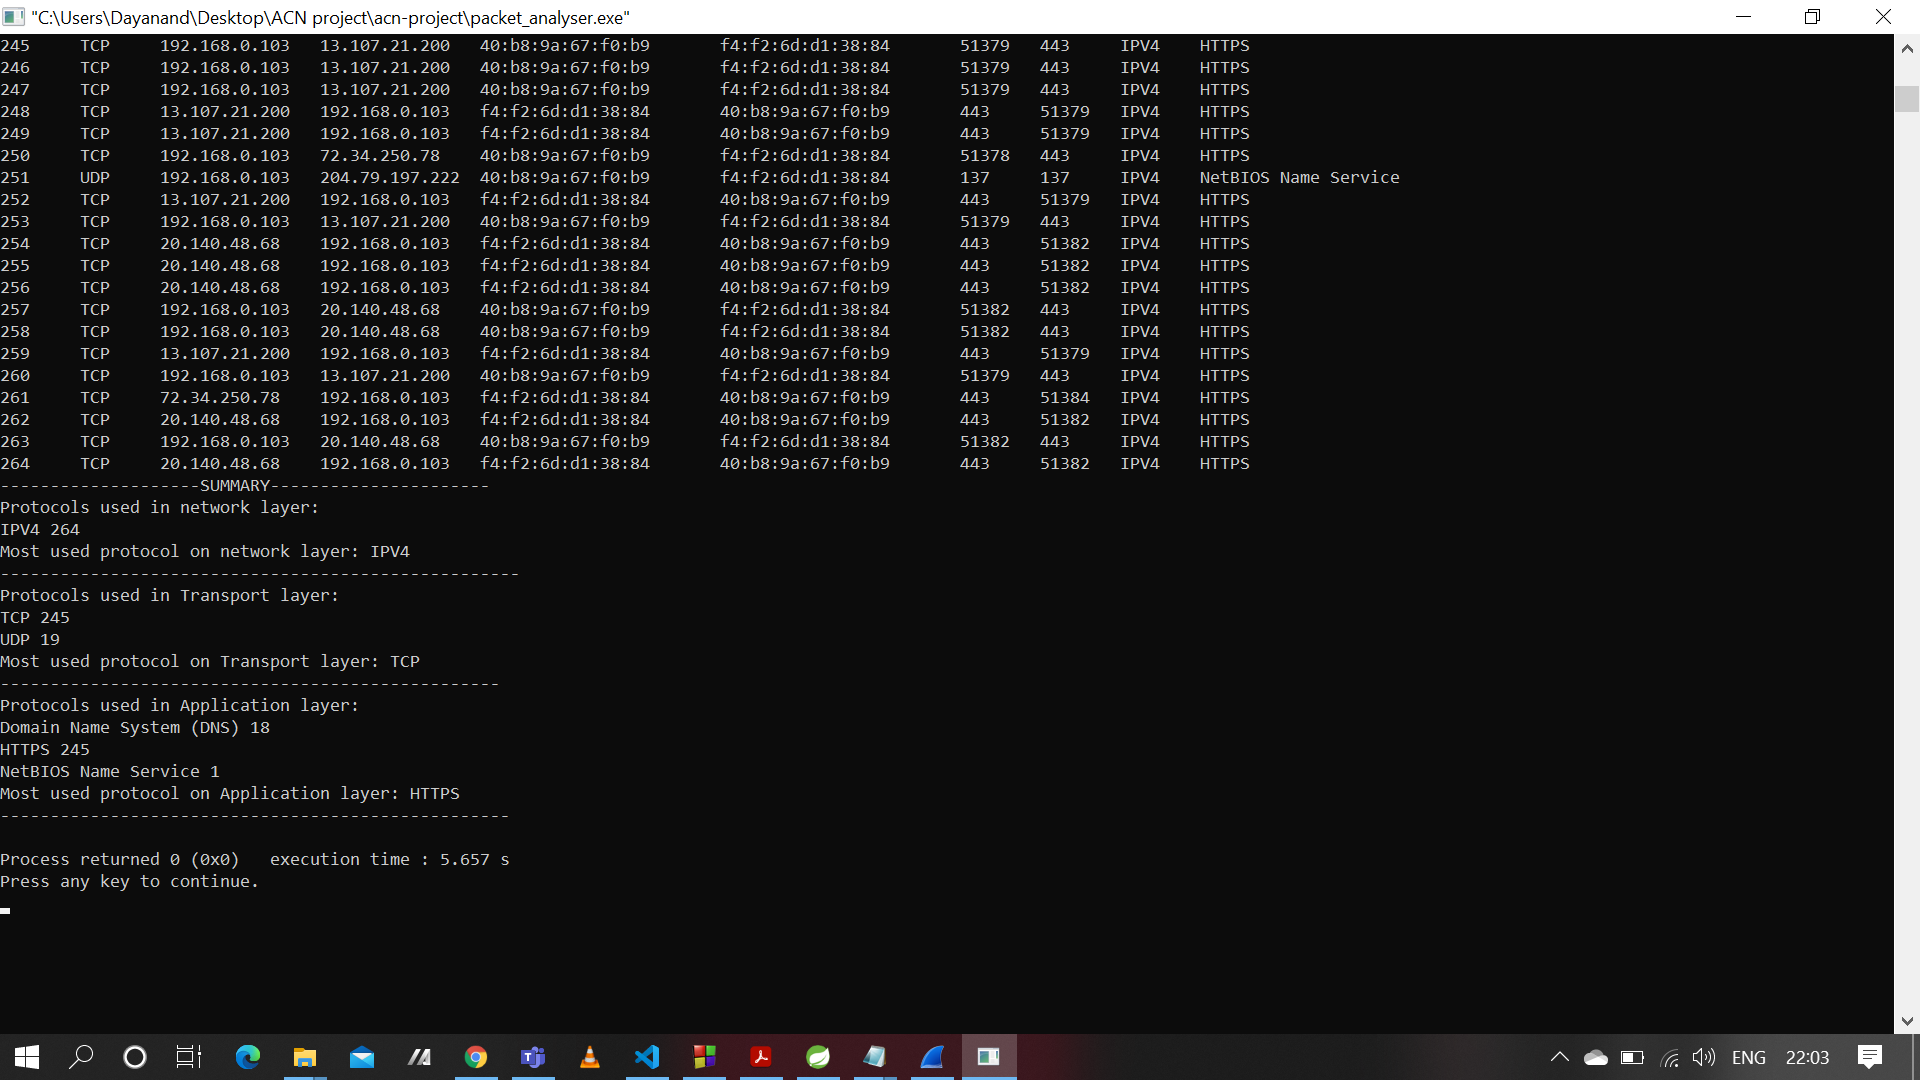 "C:\Users\Dayanand\Desktop\ACN project\acn-project\packet_analyser.exe"
245 TCP 192.168.0.103 13.107.21.200 40:b8:9a:67:f0:b9 f4:f2:6d:d1:38:84 51379 443 IPV4 HTTPS
246 TCP 192.168.0.103 13.107.21.200 40:b8:9a:67:f0:b9 f4:f2:6d:d1:38:84 51379 443 IPV4 HTTPS
247 TCP 192.168.0.103 13.107.21.200 40:b8:9a:67:f0:b9 f4:f2:6d:d1:38:84 51379 443 IPV4 HTTPS
248 TCP 13.107.21.200 192.168.0.103 f4:f2:6d:d1:38:84 40:b8:9a:67:f0:b9 443 51379 IPV4 HTTPS
249 TCP 13.107.21.200 192.168.0.103 f4:f2:6d:d1:38:84 40:b8:9a:67:f0:b9 443 51379 IPV4 HTTPS
250 TCP 192.168.0.103 72.34.250.78 40:b8:9a:67:f0:b9 f4:f2:6d:d1:38:84 51378 443 IPV4 HTTPS
251 UDP 192.168.0.103 204.79.197.222 40:b8:9a:67:f0:b9 f4:f2:6d:d1:38:84 137 137 IPV4 NetBIOS Name Service
252 TCP 13.107.21.200 192.168.0.103 f4:f2:6d:d1:38:84 40:b8:9a:67:f0:b9 443 51379 IPV4 HTTPS
253 TCP 192.168.0.103 13.107.21.200 40:b8:9a:67:f0:b9 f4:f2:6d:d1:38:84 51379 443 IPV4 HTTPS
254 TCP 20.140.48.68 192.168.0.103 f4:f2:6d:d1:38:84 40:b8:9a:67:f0:b9 443 51382 IPV4 HTTPS
255 TCP 20.140.48.68 192.168.0.103 f4:f2:6d:d1:38:84 40:b8:9a:67:f0:b9 443 51382 IPV4 HTTPS
256 TCP 20.140.48.68 192.168.0.103 f4:f2:6d:d1:38:84 40:b8:9a:67:f0:b9 443 51382 IPV4 HTTPS
257 TCP 192.168.0.103 20.140.48.68 40:b8:9a:67:f0:b9 f4:f2:6d:d1:38:84 51382 443 IPV4 HTTPS
258 TCP 192.168.0.103 20.140.48.68 40:b8:9a:67:f0:b9 f4:f2:6d:d1:38:84 51382 443 IPV4 HTTPS
259 TCP 13.107.21.200 192.168.0.103 f4:f2:6d:d1:38:84 40:b8:9a:67:f0:b9 443 51379 IPV4 HTTPS
260 TCP 192.168.0.103 13.107.21.200 40:b8:9a:67:f0:b9 f4:f2:6d:d1:38:84 51379 443 IPV4 HTTPS
261 TCP 72.34.250.78 192.168.0.103 f4:f2:6d:d1:38:84 40:b8:9a:67:f0:b9 443 51384 IPV4 HTTPS
262 TCP 20.140.48.68 192.168.0.103 f4:f2:6d:d1:38:84 40:b8:9a:67:f0:b9 443 51382 IPV4 HTTPS
263 TCP 192.168.0.103 20.140.48.68 40:b8:9a:67:f0:b9 f4:f2:6d:d1:38:84 51382 443 IPV4 HTTPS
264 TCP 20.140.48.68 192.168.0.103 f4:f2:6d:d1:38:84 40:b8:9a:67:f0:b9 443 51382 IPV4 HTTPS
--------------------SUMMARY----------------------
Protocols used in network layer:
IPV4 264
Most used protocol on network layer: IPV4
----------------------------------------------------
Protocols used in Transport layer:
TCP 245
UDP 19
Most used protocol on Transport layer: TCP
--------------------------------------------------
Protocols used in Application layer:
Domain Name System (DNS) 18
HTTPS 245
NetBIOS Name Service 1
Most used protocol on Application layer: HTTPS
---------------------------------------------------
Process returned 0 (0x0)   execution time : 5.657 s
Press any key to continue.
ENG 22:03